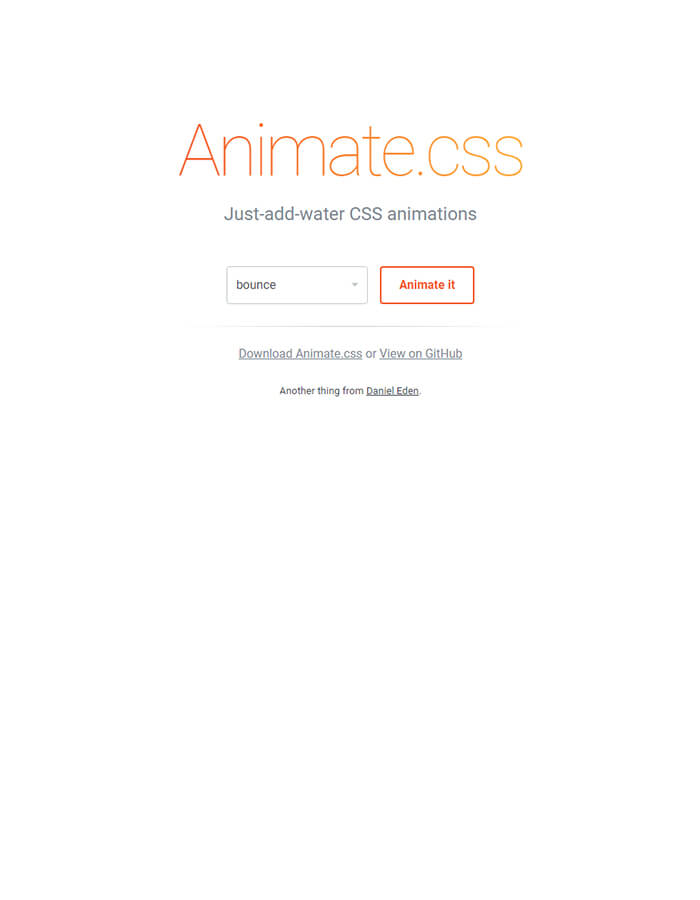 Animate.css
Just-add-water CSS animations
bounce Animate it
Download Animate.css or View on GitHub
Another thing from Daniel Eden.